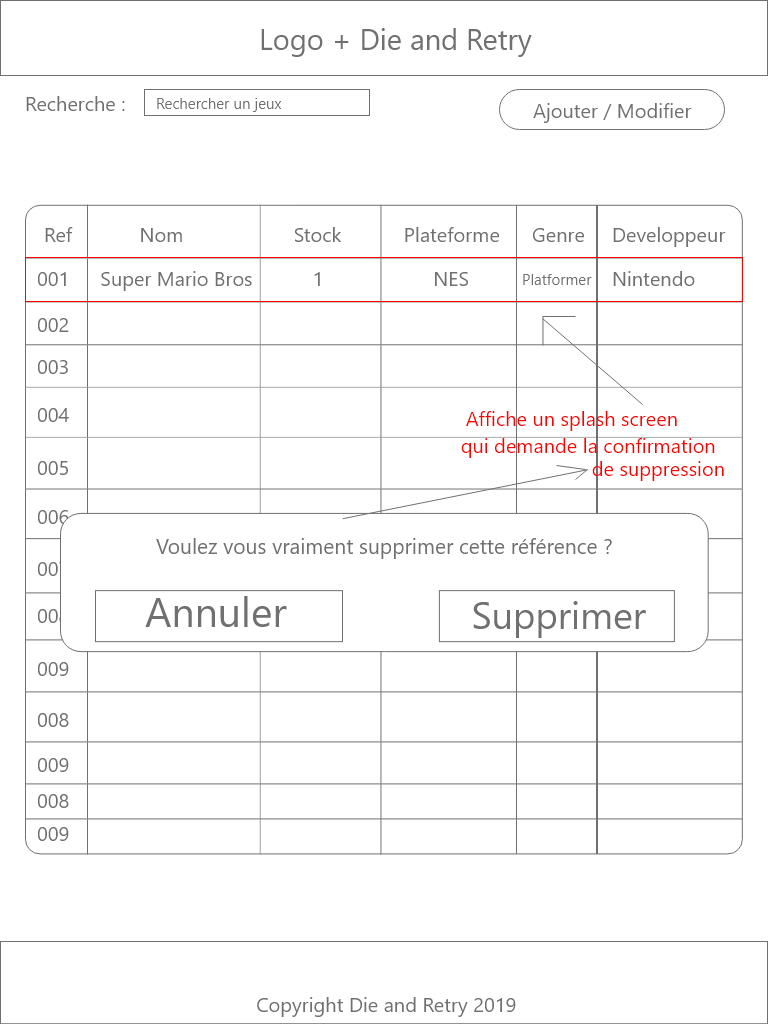 Logo + Die and Retry
Recherche :
Rechercher un jeux
Ajouter / Modifier
Ref Nom Stock Plateforme Genre Developpeur
001 Super Mario Bros 1 NES Platformer Nintendo
002
003
004
Affiche un splash screen
qui demande la confirmation
005
de suppression
006
Voulez vous vraiment supprimer cette référence ?
00
Annuler Supprimer
00
009
008
009
008
009
Copyright Die and Retry 2019